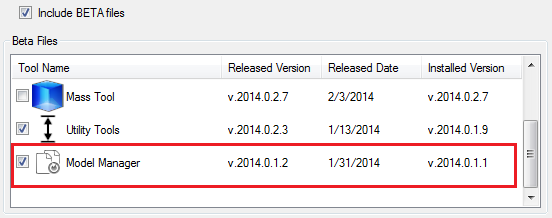 Include BETA files
Beta Files
Tool Name Released Version Released Date Installed Version
Mass Tool v.2014.0.2.7 2/3/2014 v.2014.0.2.7
Utility Tools v.2014.0.2.3 1/13/2014 v.2014.0.1.9
Model Manager v.2014.0.1.2 1/31/2014 v.2014.0.1.1